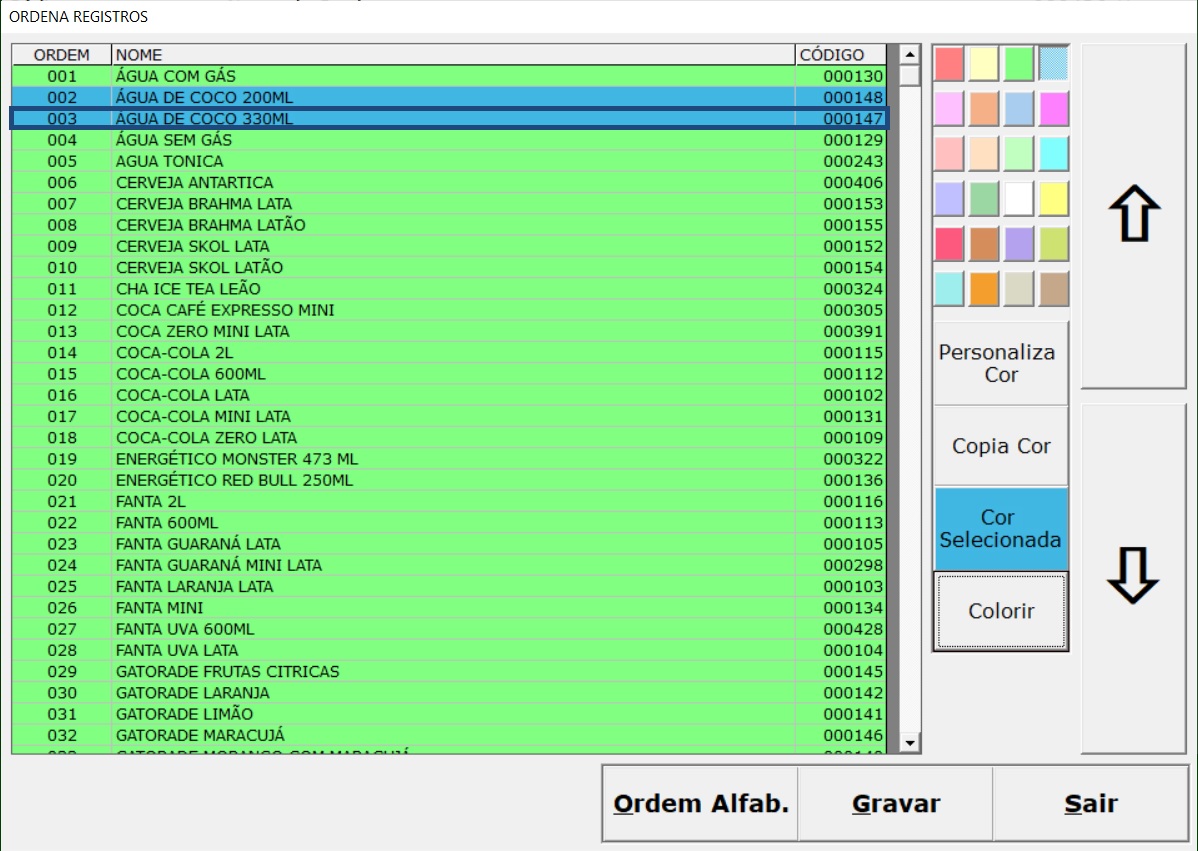 ORDENA REGISTROS
ORDEM NOME CÓDIGO
001 ÁGUA COM GÁS 000130
002 ÁGUA DE COCO 200ML 000148
003 ÁGUA DE COCO 330ML 000147
004 ÁGUA SEM GÁS 000129
005 AGUA TONICA 000243
006 CERVEJA ANTARTICA 000406
007 CERVEJA BRAHMA LATA 000153
008 CERVEJA BRAHMA LATÃO 000155
009 CERVEJA SKOL LATA 000152
010 CERVEJA SKOL LATÃO 000154
011 CHA ICE TEA LEÃO 000324
012 COCA CAFÉ EXPRESSO MINI 000305
013 COCA ZERO MINI LATA 000391
014 COCA-COLA 2L 000115
015 COCA-COLA 600ML 000112
016 COCA-COLA LATA 000102
017 COCA-COLA MINI LATA 000131
018 COCA-COLA ZERO LATA 000109
019 ENERGÉTICO MONSTER 473 ML 000322
020 ENERGÉTICO RED BULL 250ML 000136
021 FANTA 2L 000116
022 FANTA 600ML 000113
023 FANTA GUARANÁ LATA 000105
024 FANTA GUARANÁ MINI LATA 000298
025 FANTA LARANJA LATA 000103
026 FANTA MINI 000134
027 FANTA UVA 600ML 000428
028 FANTA UVA LATA 000104
029 GATORADE FRUTAS CITRICAS 000145
030 GATORADE LARANJA 000142
031 GATORADE LIMÃO 000141
032 GATORADE MARACUJÁ 000146
Personaliza
Cor
Copia Cor
Cor
Selecionada
Colorir
Ordem Alfab.
Gravar
Sair